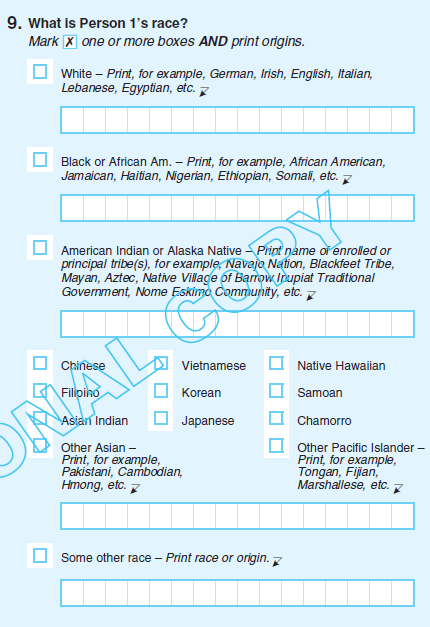 9. What is Person 1's race?
Mark X one or more boxes AND print origins.
White – Print, for example, German, Irish, English, Italian,
Lebanese, Egyptian, etc.
Black or African Am. – Print, for example, African American,
Jamaican, Haitian, Nigerian, Ethiopian, Somali, etc.
American Indian or Alaska Native – Print name of enrolled or
principal tribe(s), for example, Navajo Nation, Blackfeet Tribe,
Mayan, Aztec, Native Village of Barrow Inupiat Traditional
Government, Nome Eskimo Community, etc.
Chinese Vietnamese Native Hawaiian
Filipino Korean Samoan
Asian Indian Japanese Chamorro
Other Asian – Other Pacific Islander –
Print, for example, Print, for example,
Pakistani, Cambodian, Tongan, Fijian,
Hmong, etc. Marshallese, etc.
Some other race – Print race or origin.
ONAL COPY